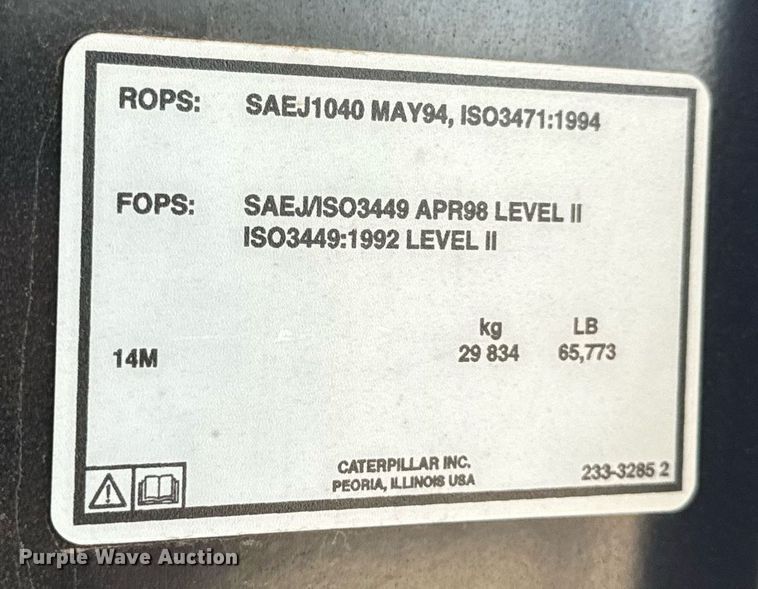 ROPS: SAEJ1040 MAY94, ISO3471:1994
FOPS: SAEJ/ISO3449 APR98 LEVEL II
ISO3449:1992 LEVEL II
kg LB
14M 29 834 65,773
CATERPILLAR INC.
PEORIA, ILLINOIS USA
233-3285 2
Purple Wave Auction